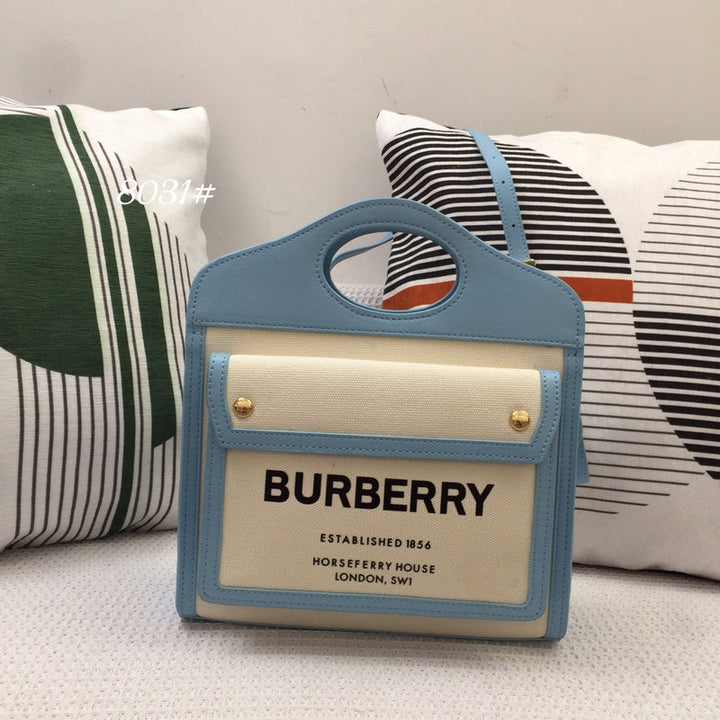 8031#
BURBERRY
ESTABLISHED 1856
HORSEFERRY HOUSE
LONDON, SW1